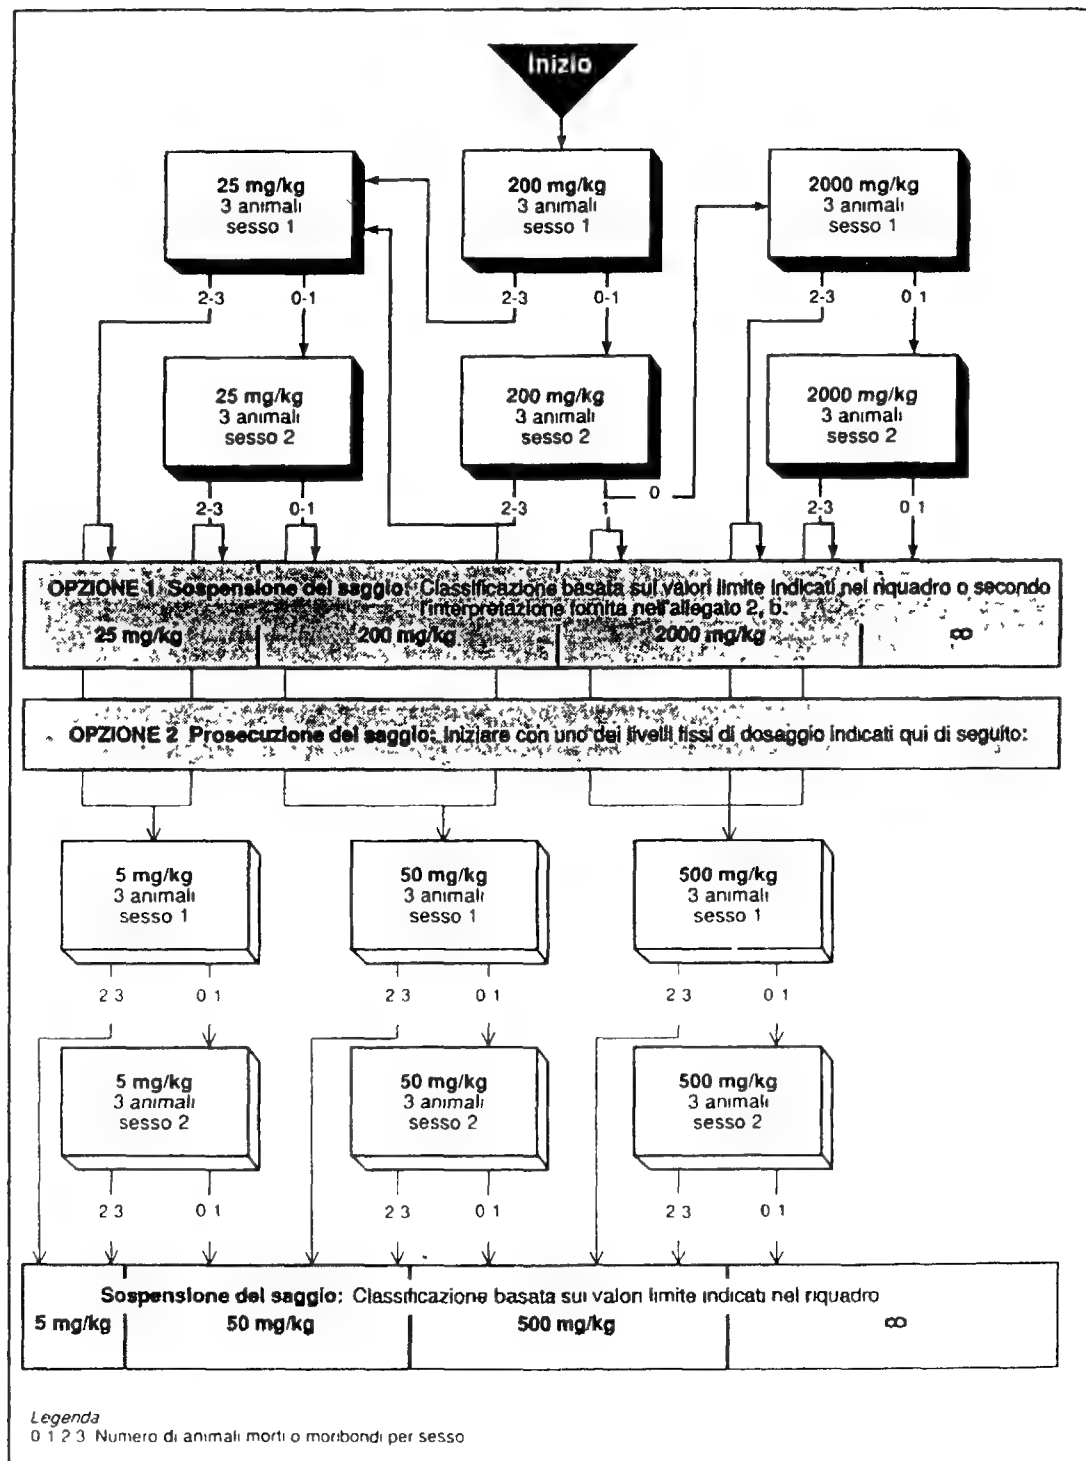 Inizio
25 mg/kg
3 animali
sesso 1
200 mg/kg
3 animali
sesso 1
2000 mg/kg
3 animali
sesso 1
2-3
0-1
2-3
0-1
2-3
0 1
25 mg/kg
3 animali
sesso 2
200 mg/kg
3 animali
sesso 2
2000 mg/kg
3 animali
sesso 2
2-3
0-1
2-3
1
0
2-3
0 1
OPZIONE 1 Sospensione del saggio: Classificazione basata sui valori limite indicati nel riquadro o secondo
l'interpretazione fornita nell'allegato 2, b.
25 mg/kg
200 mg/kg
2000 mg/kg
∞
OPZIONE 2 Prosecuzione del saggio: Iniziare con uno dei livelli fissi di dosaggio indicati qui di seguito:
5 mg/kg
3 animali
sesso 1
50 mg/kg
3 animali
sesso 1
500 mg/kg
3 animali
sesso 1
2 3
0 1
2 3
0 1
2 3
0 1
5 mg/kg
3 animali
sesso 2
50 mg/kg
3 animali
sesso 2
500 mg/kg
3 animali
sesso 2
2 3
0 1
2 3
0 1
2 3
0 1
Sospensione del saggio: Classificazione basata sui valori limite indicati nel riquadro
5 mg/kg
50 mg/kg
500 mg/kg
∞
Legenda
0 1 2 3 Numero di animali morti o moribondi per sesso